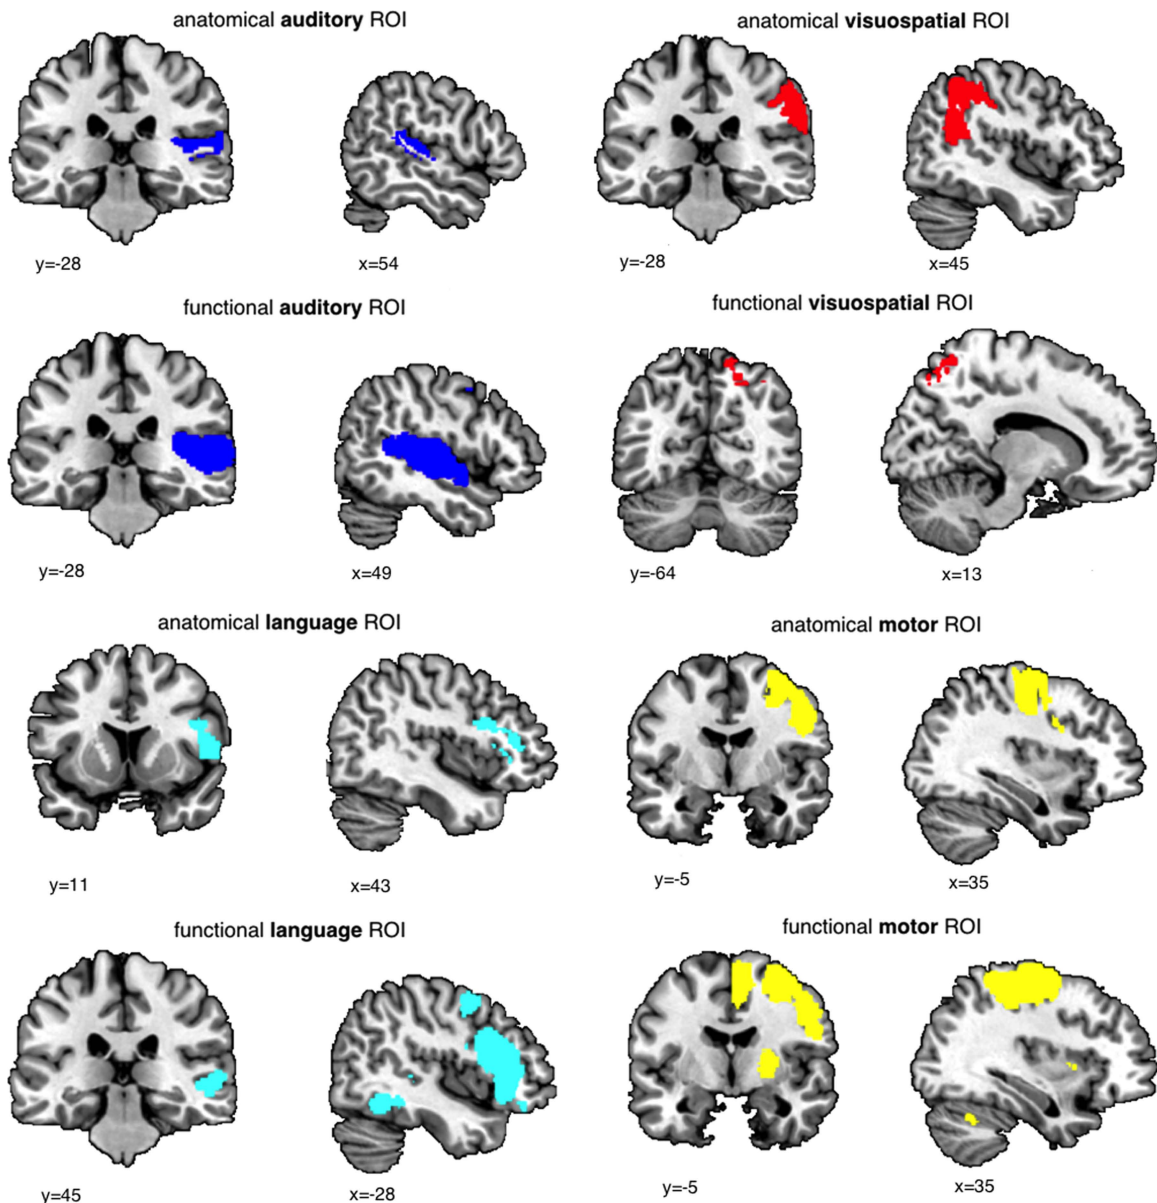 anatomical auditory ROI
anatomical visuospatial ROI
y=-28
x=54
y=-28
x=45
functional auditory ROI
functional visuospatial ROI
y=-28
x=49
y=-64
x=13
anatomical language ROI
anatomical motor ROI
y=11
x=43
y=-5
x=35
functional language ROI
functional motor ROI
y=45
x=-28
y=-5
x=35